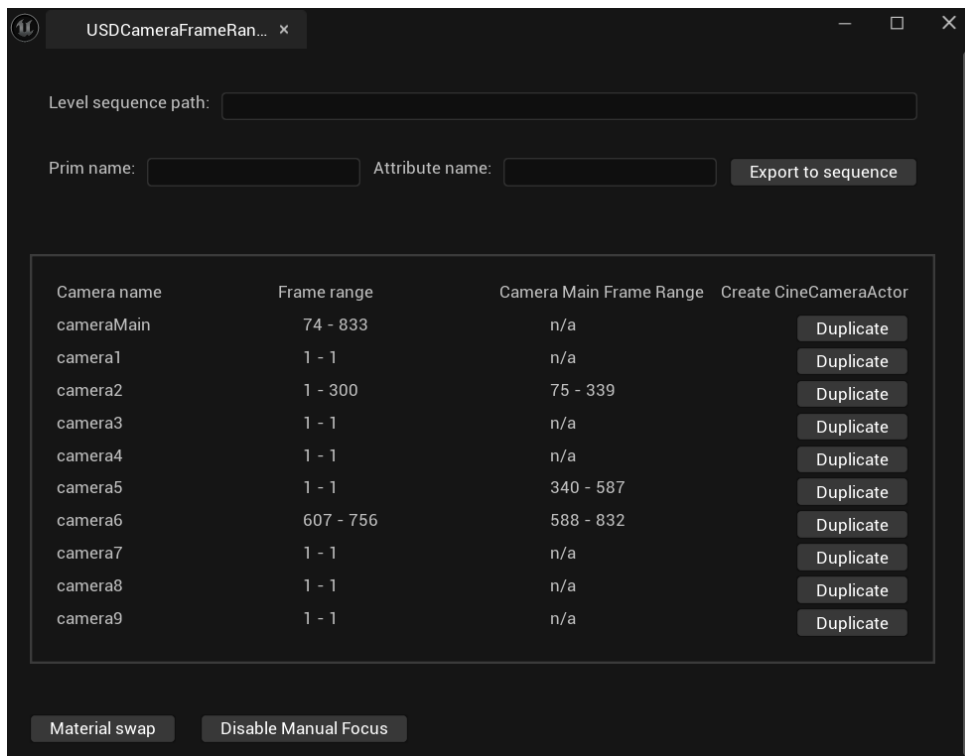 USDCameraFrameRan...
Level sequence path:
Prim name: Attribute name: Export to sequence
Camera name Frame range Camera Main Frame Range Create CineCameraActor
cameraMain 74 - 833 n/a Duplicate
camera1 1 - 1 n/a Duplicate
camera2 1 - 300 75 - 339 Duplicate
camera3 1 - 1 n/a Duplicate
camera4 1 - 1 n/a Duplicate
camera5 1 - 1 340 - 587 Duplicate
camera6 607 - 756 588 - 832 Duplicate
camera7 1 - 1 n/a Duplicate
camera8 1 - 1 n/a Duplicate
camera9 1 - 1 n/a Duplicate
Material swap Disable Manual Focus